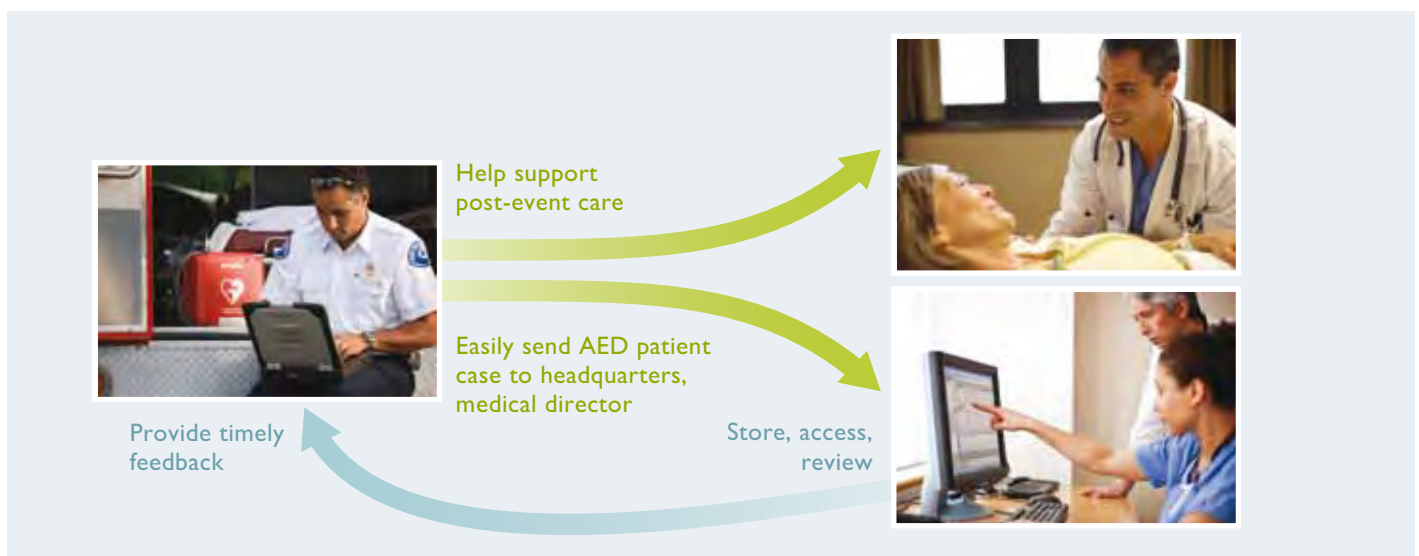 Help support
post-event care
Easily send AED patient
case to headquarters,
medical director
Provide timely
feedback
Store, access,
review